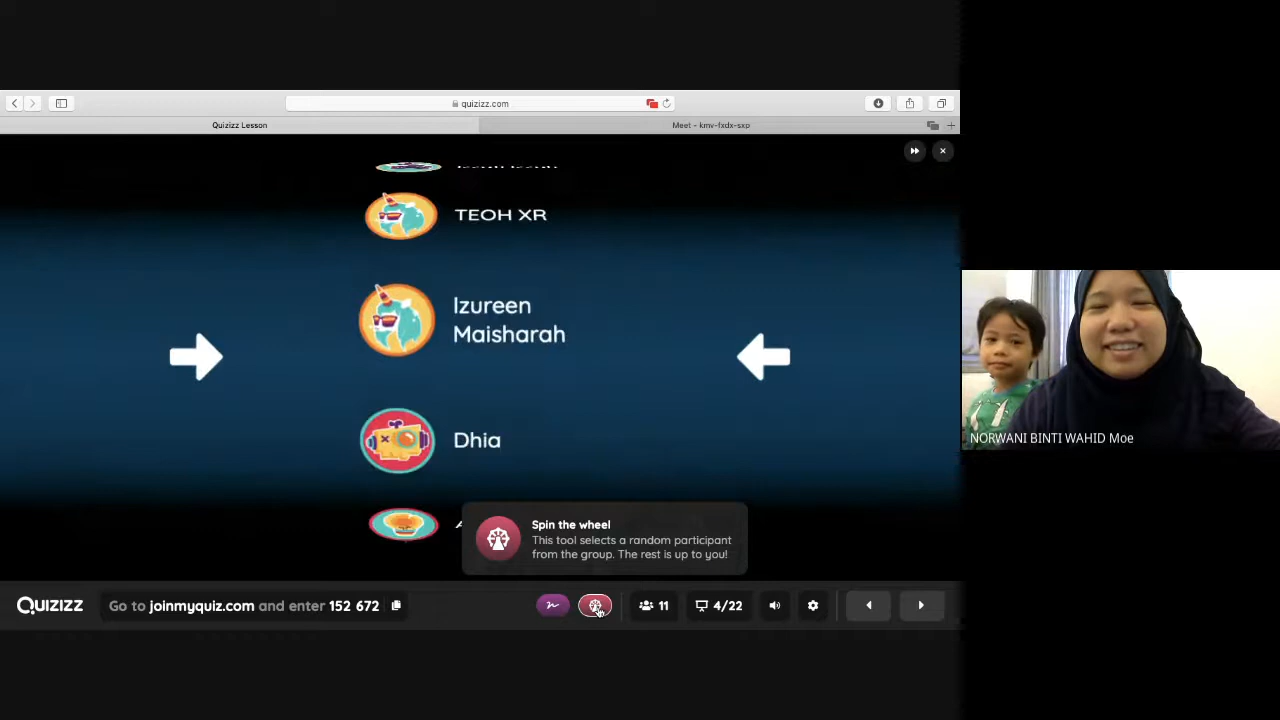 quizizz.com
Quizizz Lesson
Meet - kmv-fxdx-sxp
TEOH XR
Izureen
Maisharah
Dhia
Spin the wheel
This tool selects a random participant
from the group. The rest is up to you!
QUIZIZZ
Go to joinmyquiz.com and enter 152 672
11
4/22
NORWANI BINTI WAHID Moe